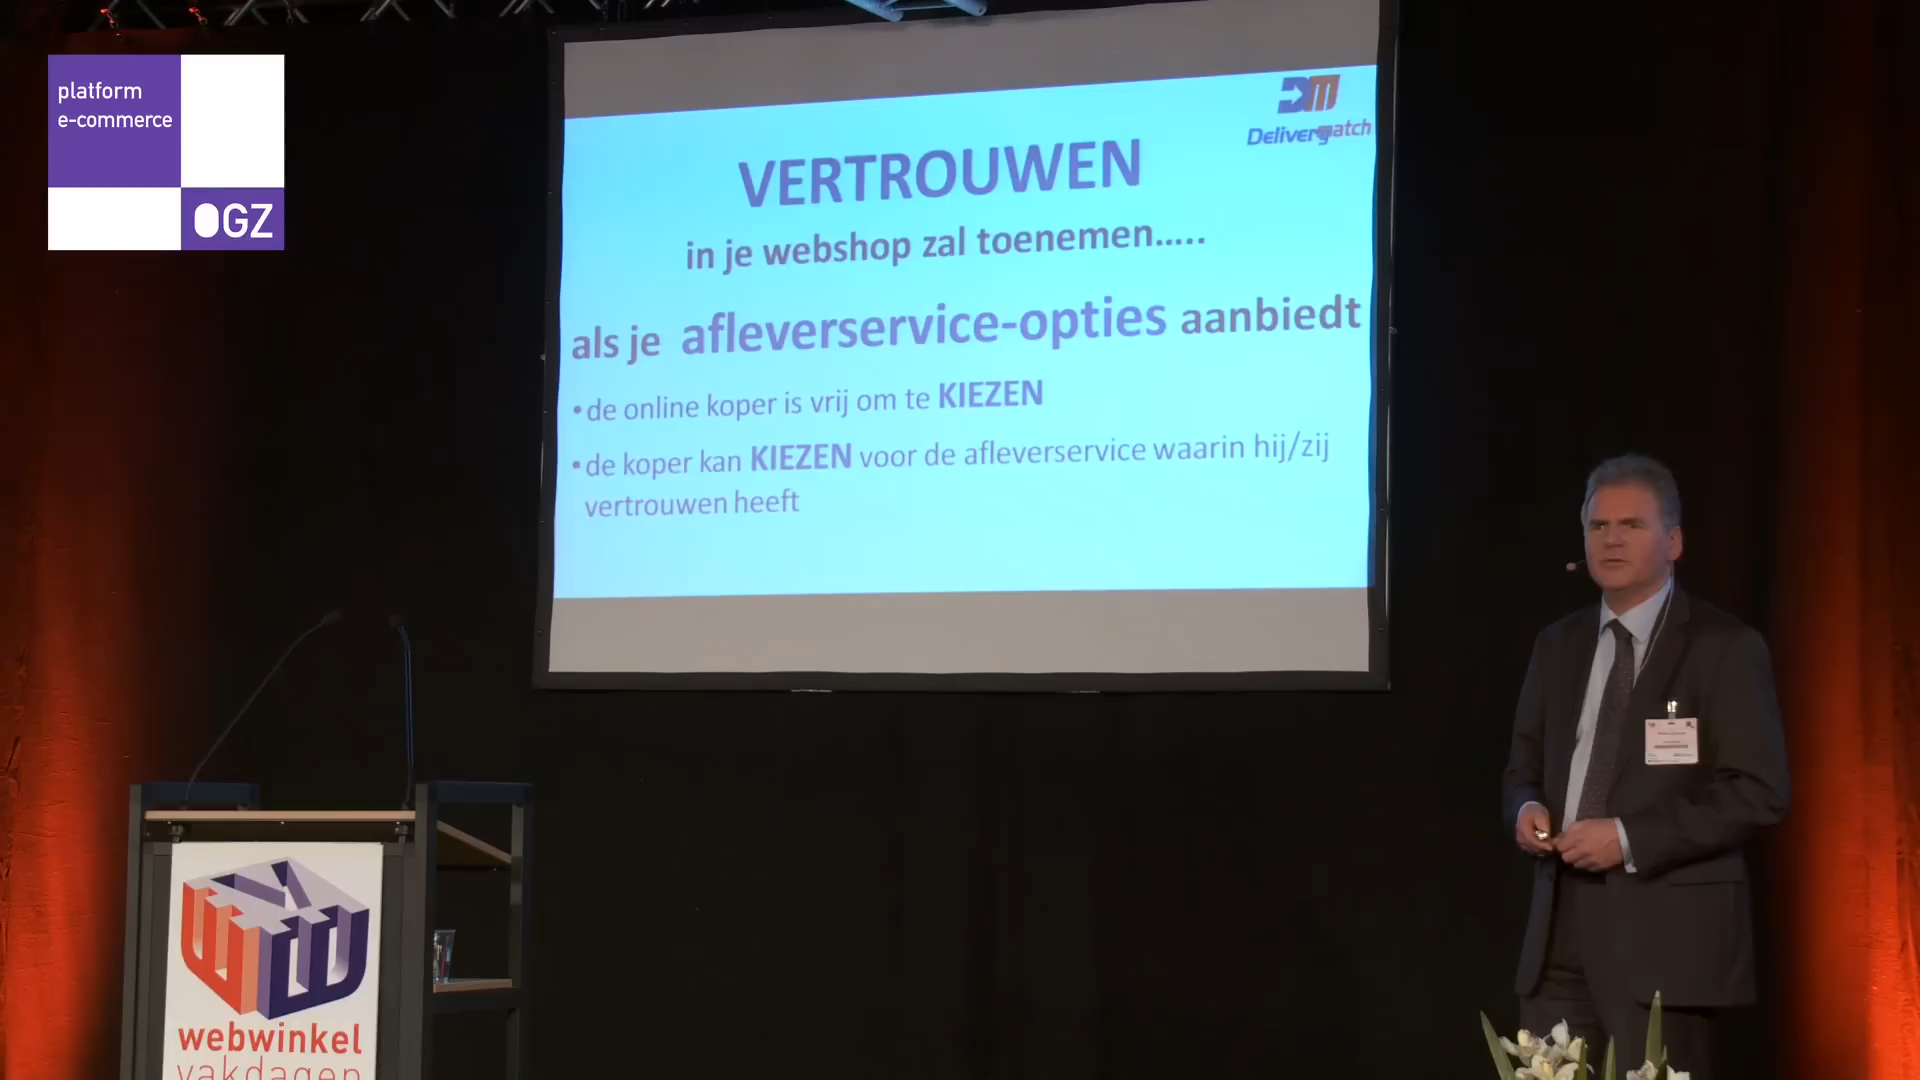 platform
e-commerce
OGZ
DM
Delivermatch
VERTROUWEN
in je webshop zal toenemen.....
als je afleverservice-opties aanbiedt
•de online koper is vrij om te KIEZEN
•de koper kan KIEZEN voor de afleverservice waarin hij/zij
vertrouwen heeft
webwinkel
vakdagen